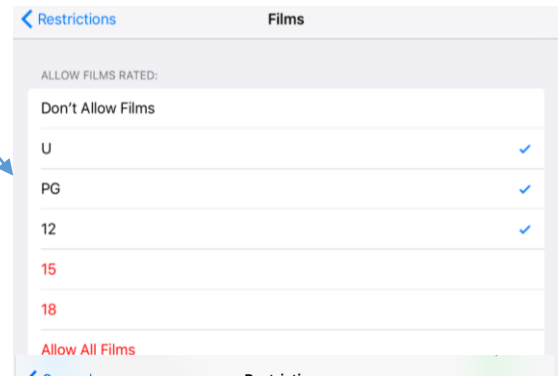 Restrictions Films
ALLOW FILMS RATED:
Don't Allow Films
U
PG
12
15
18
Allow All Films